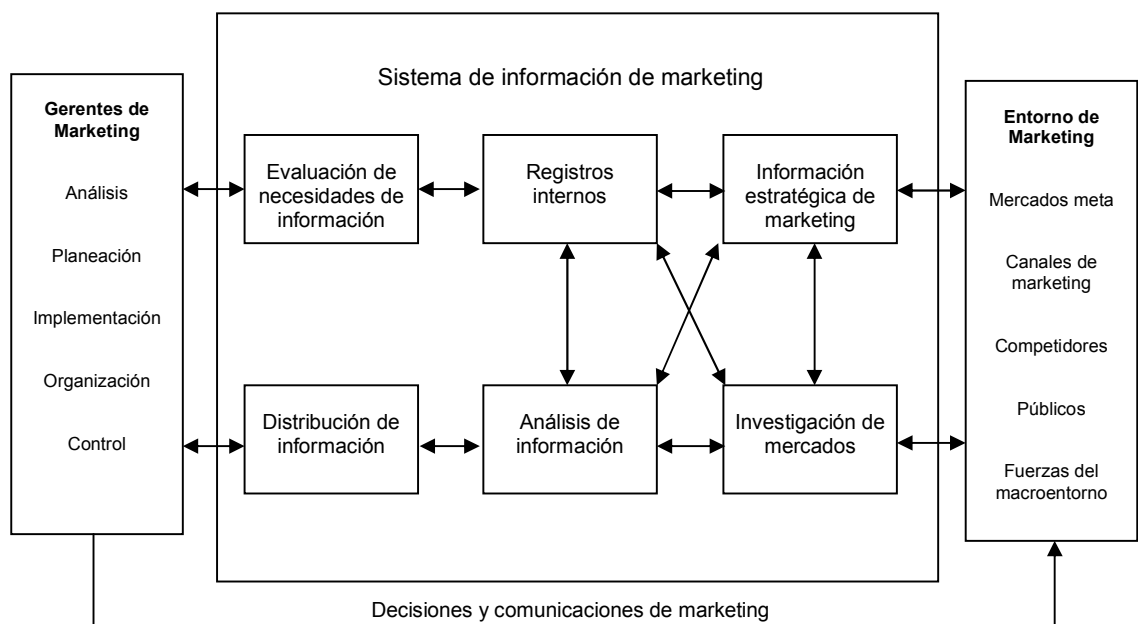 Sistema de información de marketing
Gerentes de
Marketing
Análisis
Planeación
Implementación
Organización
Control
Evaluación de
necesidades de
información
Registros
internos
Información
estratégica de
marketing
Distribución de
información
Análisis de
información
Investigación de
mercados
Entorno de
Marketing
Mercados meta
Canales de
marketing
Competidores
Públicos
Fuerzas del
macroentorno
Decisiones y comunicaciones de marketing